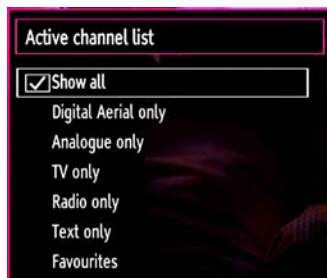 Active channel list
Show all
Digital Aerial only
Analogue only
TV only
Radio only
Text only
Favourites